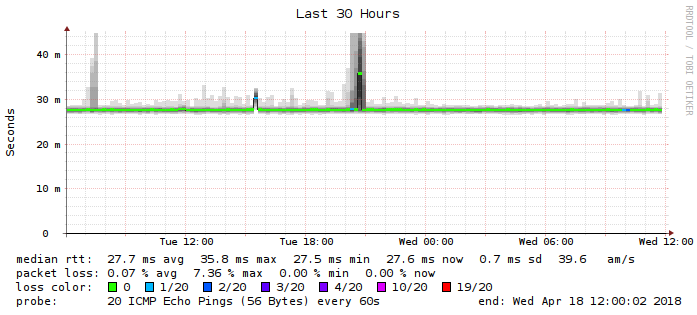 Last 30 Hours
RRDTOOL / TOBI OETIKER
Seconds
40 m
30 m
20 m
10 m
0
Tue 12:00 Tue 18:00 Wed 00:00 Wed 06:00 Wed 12:00
median rtt: 27.7 ms avg 35.8 ms max 27.5 ms min 27.6 ms now 0.7 ms sd 39.6 am/s
packet loss: 0.07 % avg 7.36 % max 0.00 % min 0.00 % now
loss color: 0 1/20 2/20 3/20 4/20 10/20 19/20
probe: 20 ICMP Echo Pings (56 Bytes) every 60s end: Wed Apr 18 12:00:02 2018